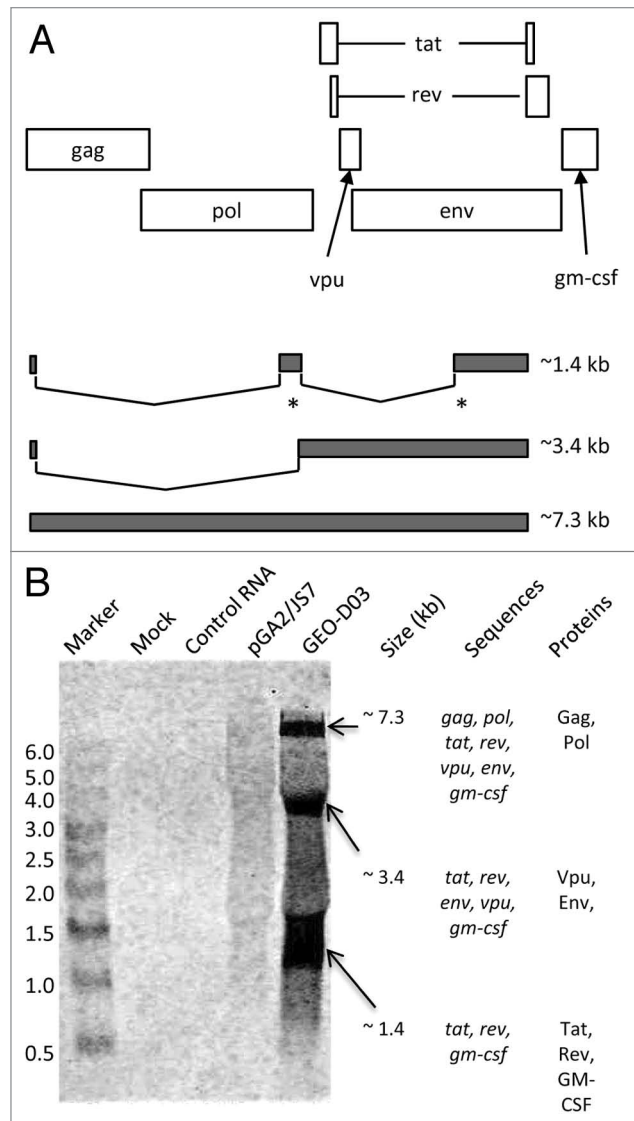 A
tat
rev
gag
pol
env
vpu
gm-csf
~1.4 kb
* *
~3.4 kb
~7.3 kb
B
Marker
Mock
Control RNA
pGA2/JS7
GEO-D03
Size (kb)
Sequences
Proteins
6.0
5.0
4.0
3.0
2.5
2.0
1.5
1.0
0.5
~ 7.3
gag, pol,
tat, rev,
vpu, env,
gm-csf
Gag,
Pol
~ 3.4
tat, rev,
env, vpu,
gm-csf
Vpu,
Env,
~ 1.4
tat, rev,
gm-csf
Tat,
Rev,
GM-
CSF